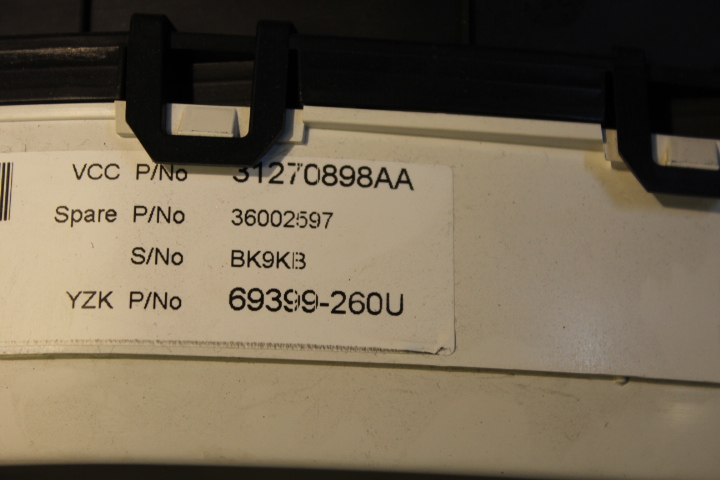 VCC P/No 31270898AA
Spare P/No 36002597
S/No BK9KB
YZK P/No 69399-260U